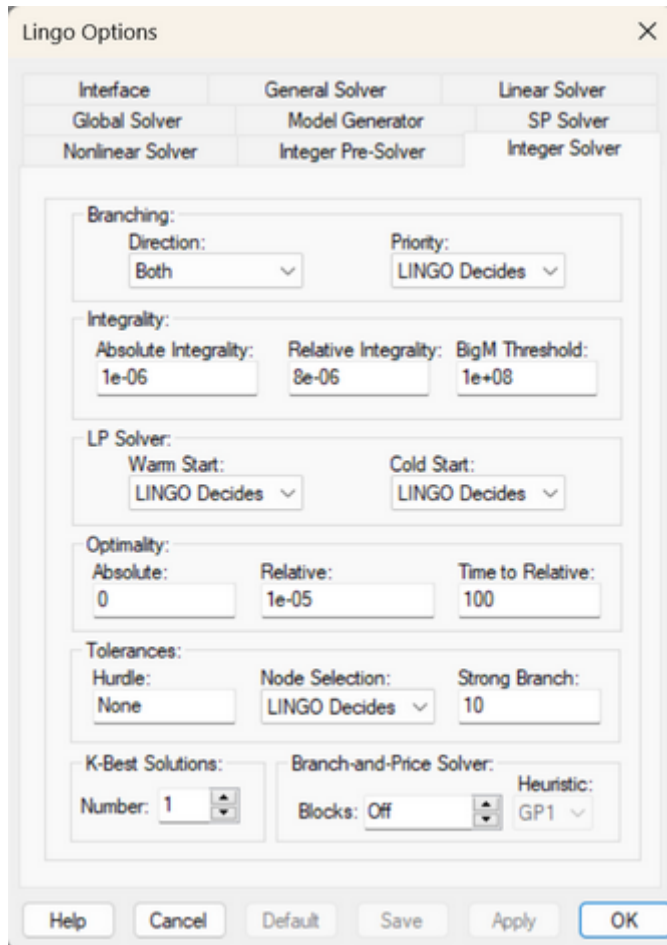 Lingo Options
Interface General Solver Linear Solver
Global Solver Model Generator SP Solver
Nonlinear Solver Integer Pre-Solver Integer Solver
Branching:
Direction: Priority:
Both LINGO Decides
Integrality:
Absolute Integrality: Relative Integrality: BigM Threshold:
1e-06 8e-06 1e+08
LP Solver:
Warm Start: Cold Start:
LINGO Decides LINGO Decides
Optimality:
Absolute: Relative: Time to Relative:
0 1e-05 100
Tolerances:
Hurdle: Node Selection: Strong Branch:
None LINGO Decides 10
K-Best Solutions: Branch-and-Price Solver:
Heuristic:
Number: 1 Blocks: Off GP1
Help Cancel Default Save Apply OK